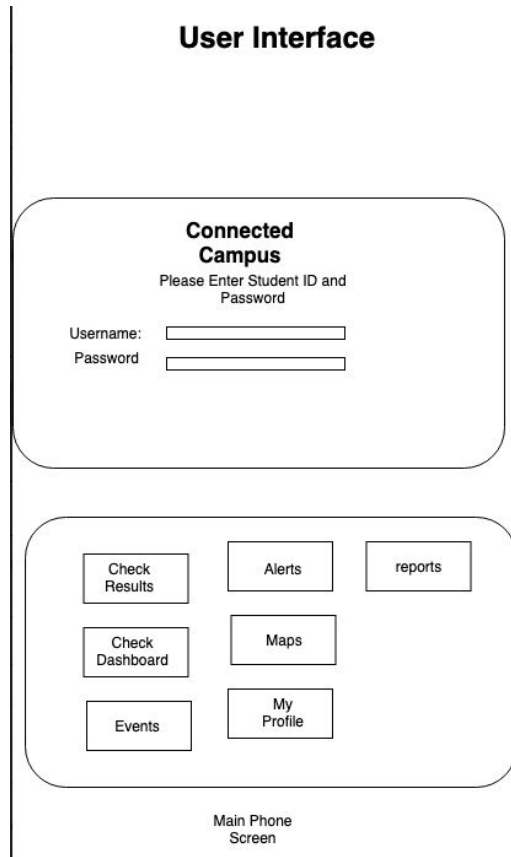 User Interface
Connected
Campus
Please Enter Student ID and
Password
Username:
Password
Check
Results
Alerts
reports
Check
Dashboard
Maps
Events
My
Profile
Main Phone
Screen